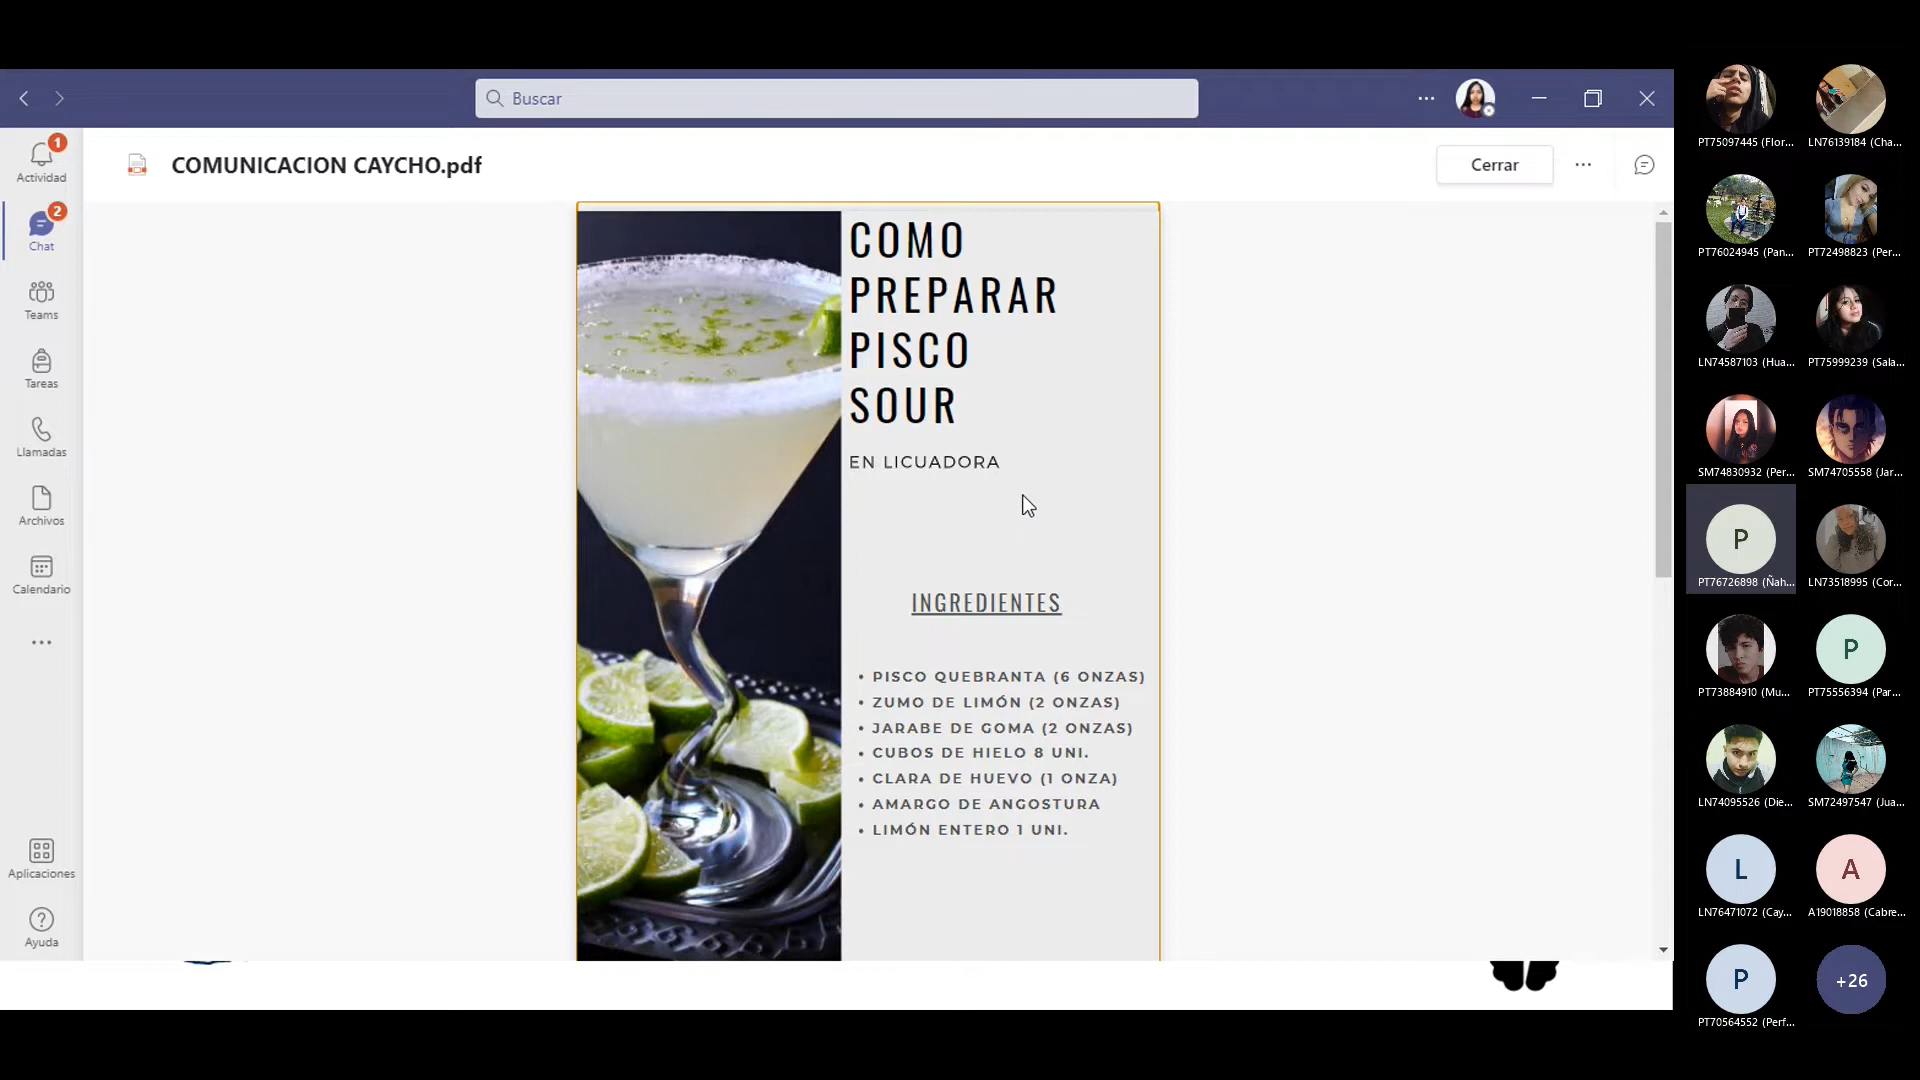 Buscar
1
Actividad
2
Chat
Teams
Tareas
Llamadas
Archivos
Calendario
Aplicaciones
Ayuda
COMUNICACION CAYCHO.pdf
Cerrar
COMO
PREPARAR
PISCO
SOUR
EN LICUADORA
INGREDIENTES
• PISCO QUEBRANTA (6 ONZAS)
• ZUMO DE LIMÓN (2 ONZAS)
• JARABE DE GOMA (2 ONZAS)
• CUBOS DE HIELO 8 UNI.
• CLARA DE HUEVO (1 ONZA)
• AMARGO DE ANGOSTURA
• LIMÓN ENTERO 1 UNI.
PT75097445 (Flor...
LN76139184 (Cha...
PT76024945 (Pan...
PT72498823 (Per...
LN74587103 (Hua...
PT75999239 (Sala...
SM74830932 (Per...
SM74705558 (Jar...
P
PT76726898 (Ñah...
LN73518995 (Cor...
PT73884910 (Mu...
P
PT75556394 (Par...
LN74095526 (Die...
SM72497547 (Jua...
L
LN76471072 (Cay...
A
A19018858 (Cabre...
P
PT70564552 (Perf...
+26